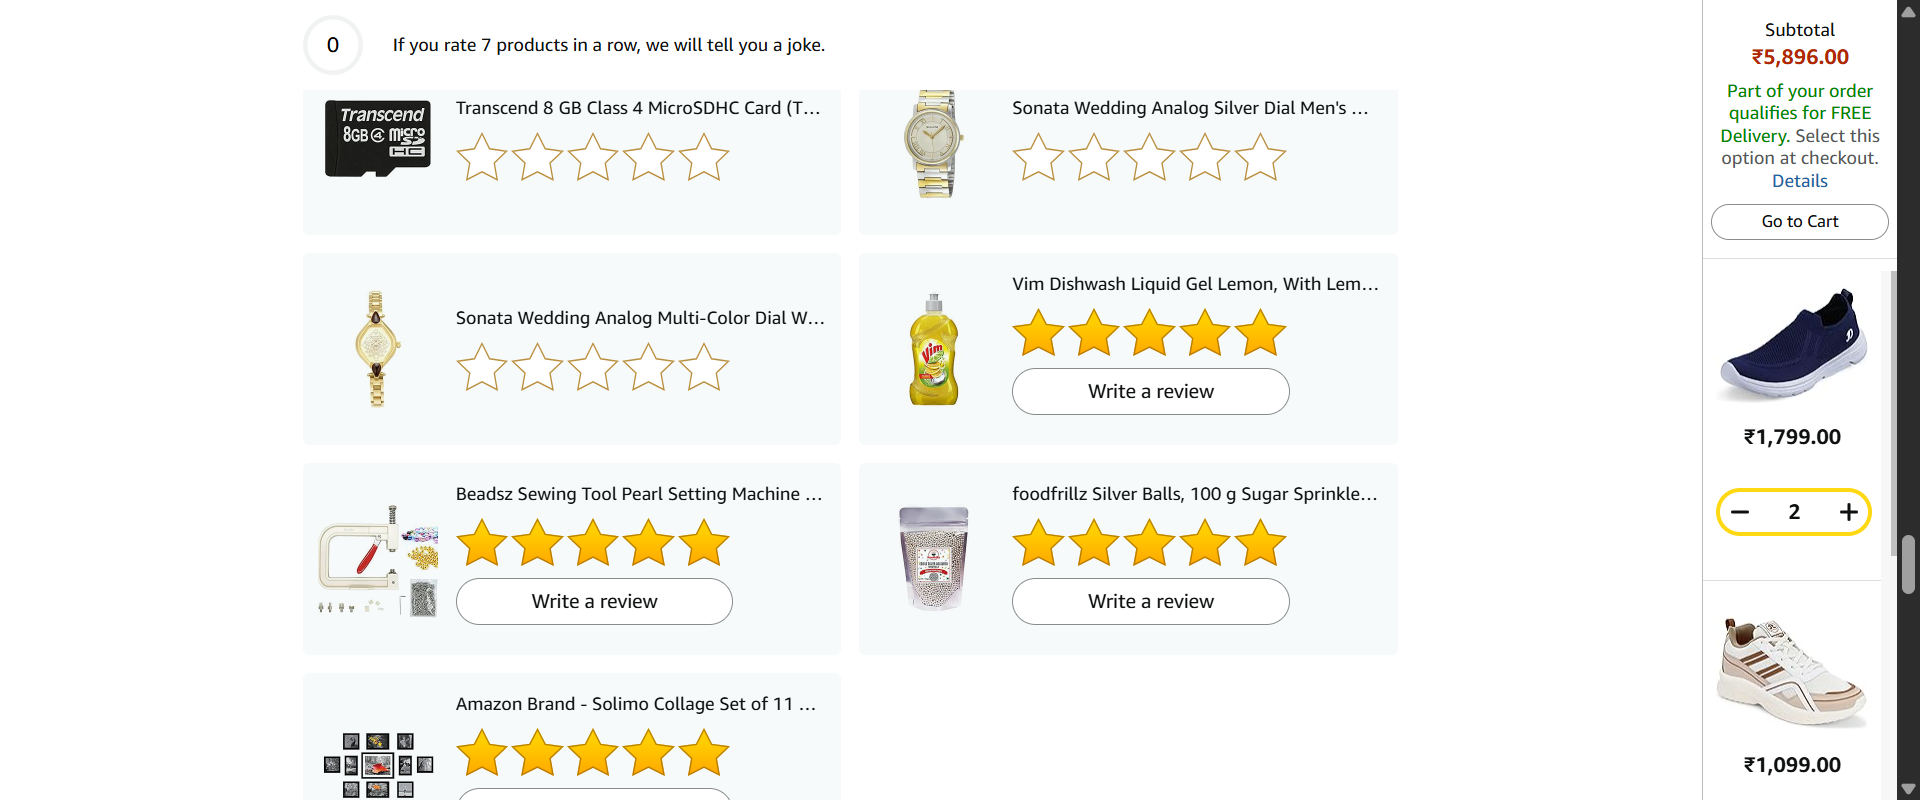 0
If you rate 7 products in a row, we will tell you a joke.
Transcend
8GB 4 micro
SD
HC
Transcend 8 GB Class 4 MicroSDHC Card (T...
Sonata Wedding Analog Silver Dial Men's ...
Sonata Wedding Analog Multi-Color Dial W...
Vim
Vim Dishwash Liquid Gel Lemon, With Lem...
Write a review
Beadsz Sewing Tool Pearl Setting Machine ...
Write a review
foodfrillz Silver Balls, 100 g Sugar Sprinkle...
Write a review
Amazon Brand - Solimo Collage Set of 11 ...
Subtotal
₹5,896.00
Part of your order
qualifies for FREE
Delivery. Select this
option at checkout.
Details
Go to Cart
₹1,799.00
2
₹1,099.00